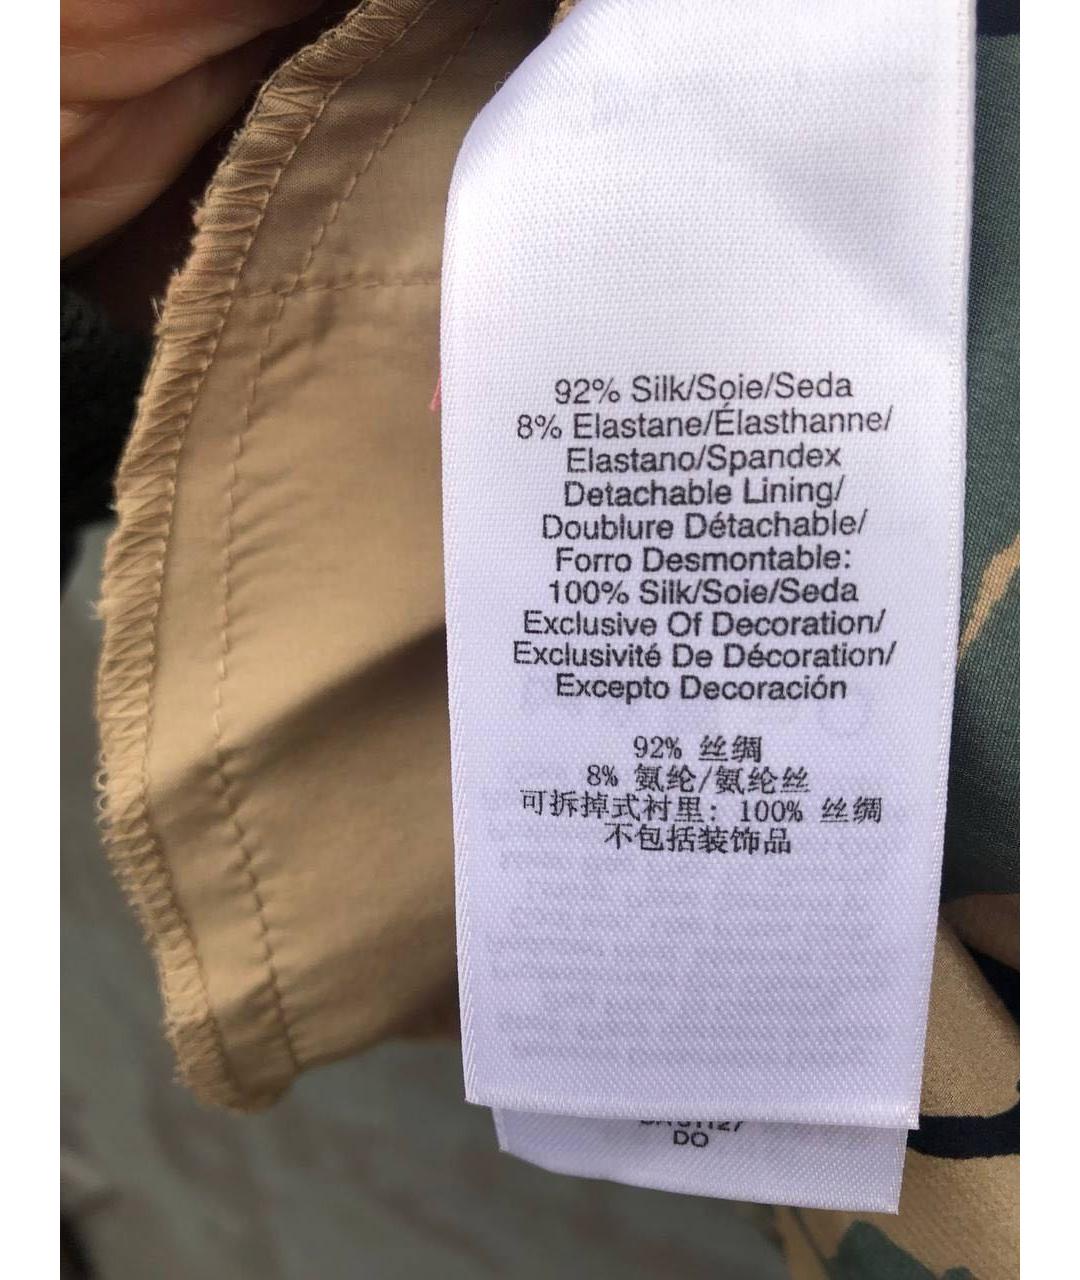 92% Silk/Soie/Seda
8% Elastane/Élasthanne/
Elastano/Spandex
Detachable Lining/
Doublure Détachable/
Forro Desmontable:
100% Silk/Soie/Seda
Exclusive Of Decoration/
Exclusivité De Décoration/
Excepto Decoración
92% 丝绸
8% 氨纶/氨纶丝
可拆掉式衬里: 100% 丝绸
不包括装饰品
DO